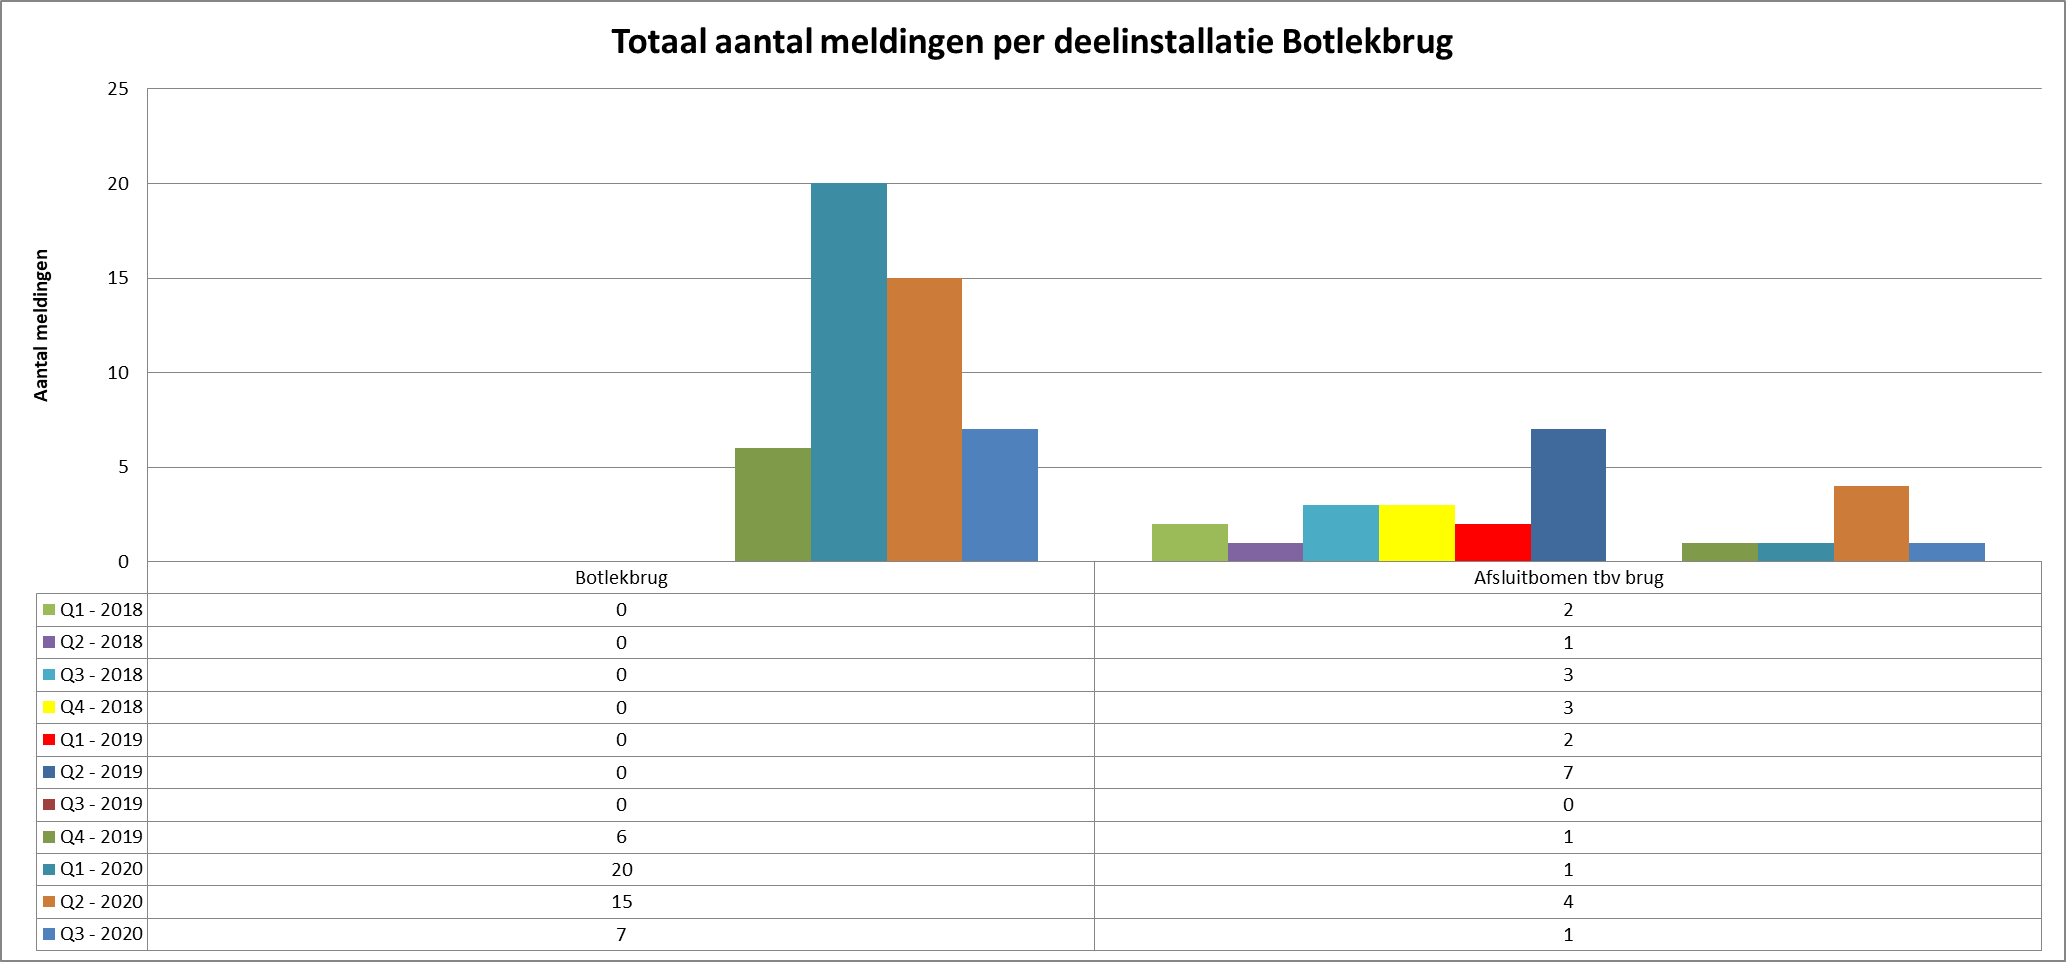 Totaal aantal meldingen per deelinstallatie Botlekbrug
Aantal meldingen
25
20
15
10
5
0
Botlekbrug Afsluitbomen tbv brug
Q1 - 2018 0 2
Q2 - 2018 0 1
Q3 - 2018 0 3
Q4 - 2018 0 3
Q1 - 2019 0 2
Q2 - 2019 0 7
Q3 - 2019 0 0
Q4 - 2019 6 1
Q1 - 2020 20 1
Q2 - 2020 15 4
Q3 - 2020 7 1